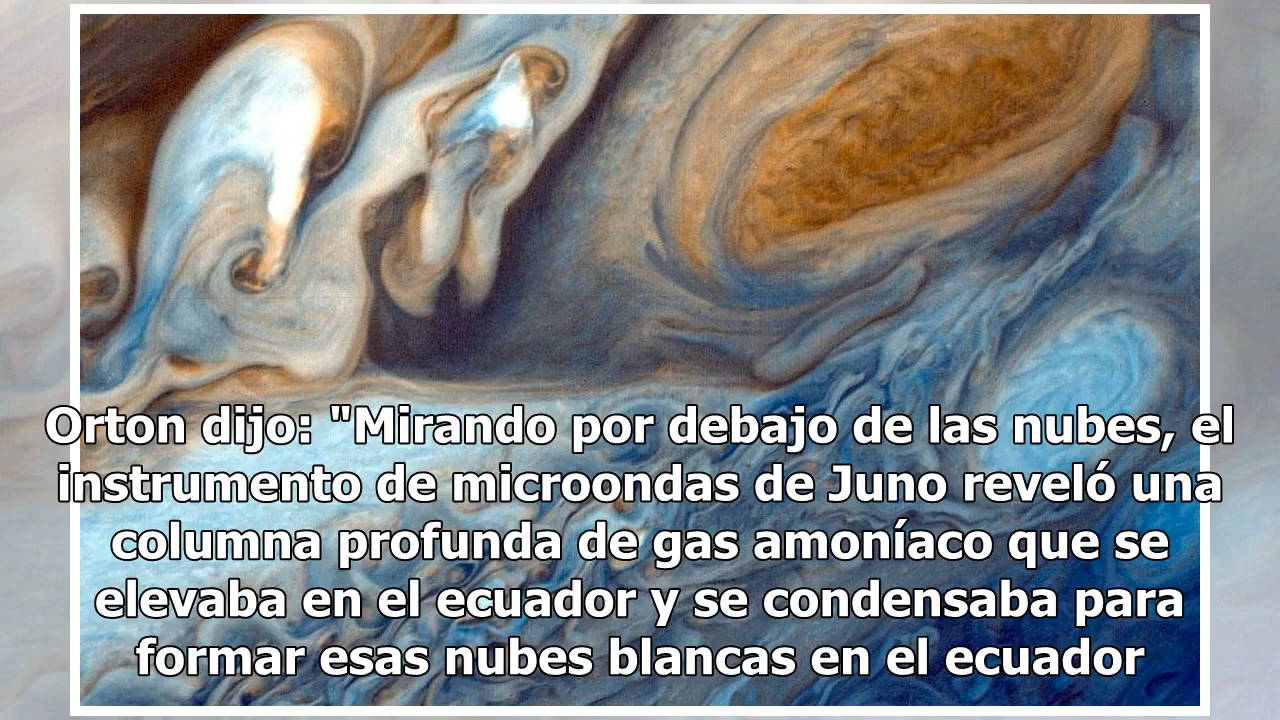 Orton dijo: "Mirando por debajo de las nubes, el
instrumento de microondas de Juno reveló una
columna profunda de gas amoníaco que se
elevaba en el ecuador y se condensaba para
formar esas nubes blancas en el ecuador